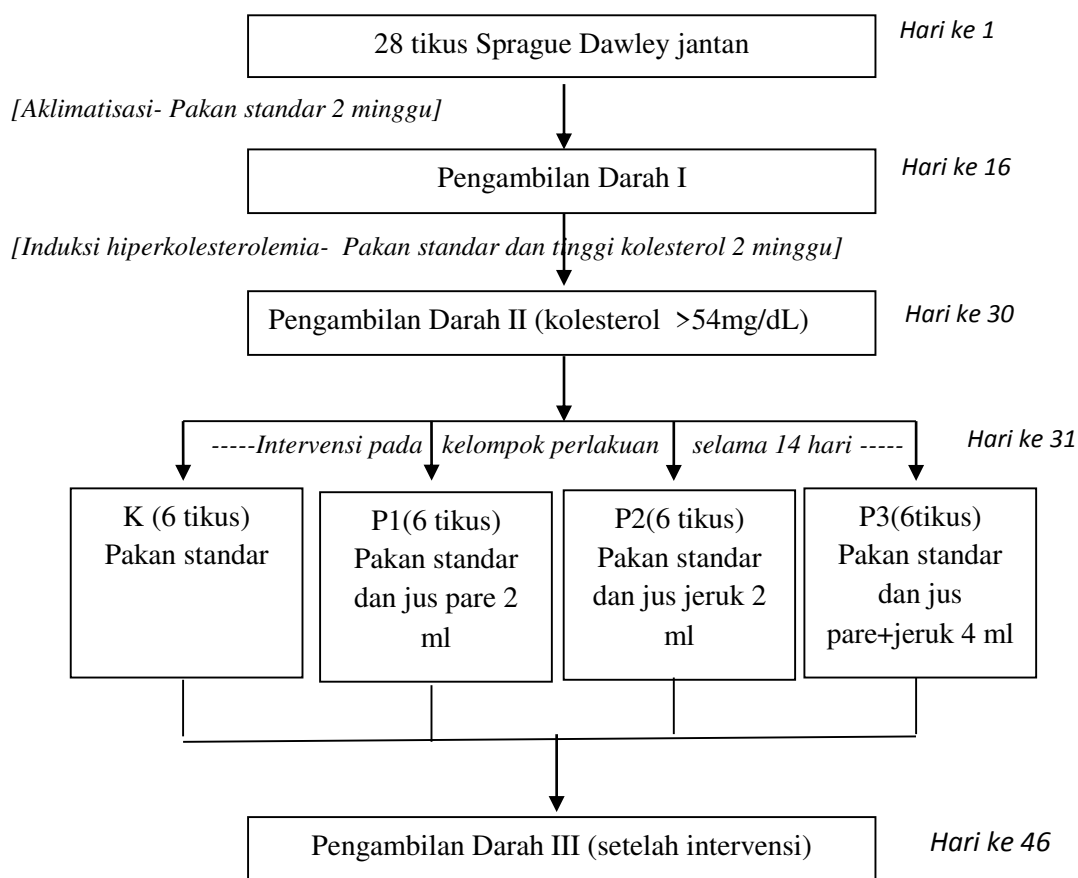 28 tikus Sprague Dawley jantan
Hari ke 1
[Aklimatisasi- Pakan standar 2 minggu]
Pengambilan Darah I
Hari ke 16
[Induksi hiperkolesterolemia- Pakan standar dan tinggi kolesterol 2 minggu]
Pengambilan Darah II (kolesterol >54mg/dL)
Hari ke 30
-----Intervensi pada kelompok perlakuan selama 14 hari -----
Hari ke 31
K (6 tikus)
Pakan standar
P1(6 tikus)
Pakan standar
dan jus pare 2
ml
P2(6 tikus)
Pakan standar
dan jus jeruk 2
ml
P3(6tikus)
Pakan standar
dan jus
pare+jeruk 4 ml
Pengambilan Darah III (setelah intervensi)
Hari ke 46